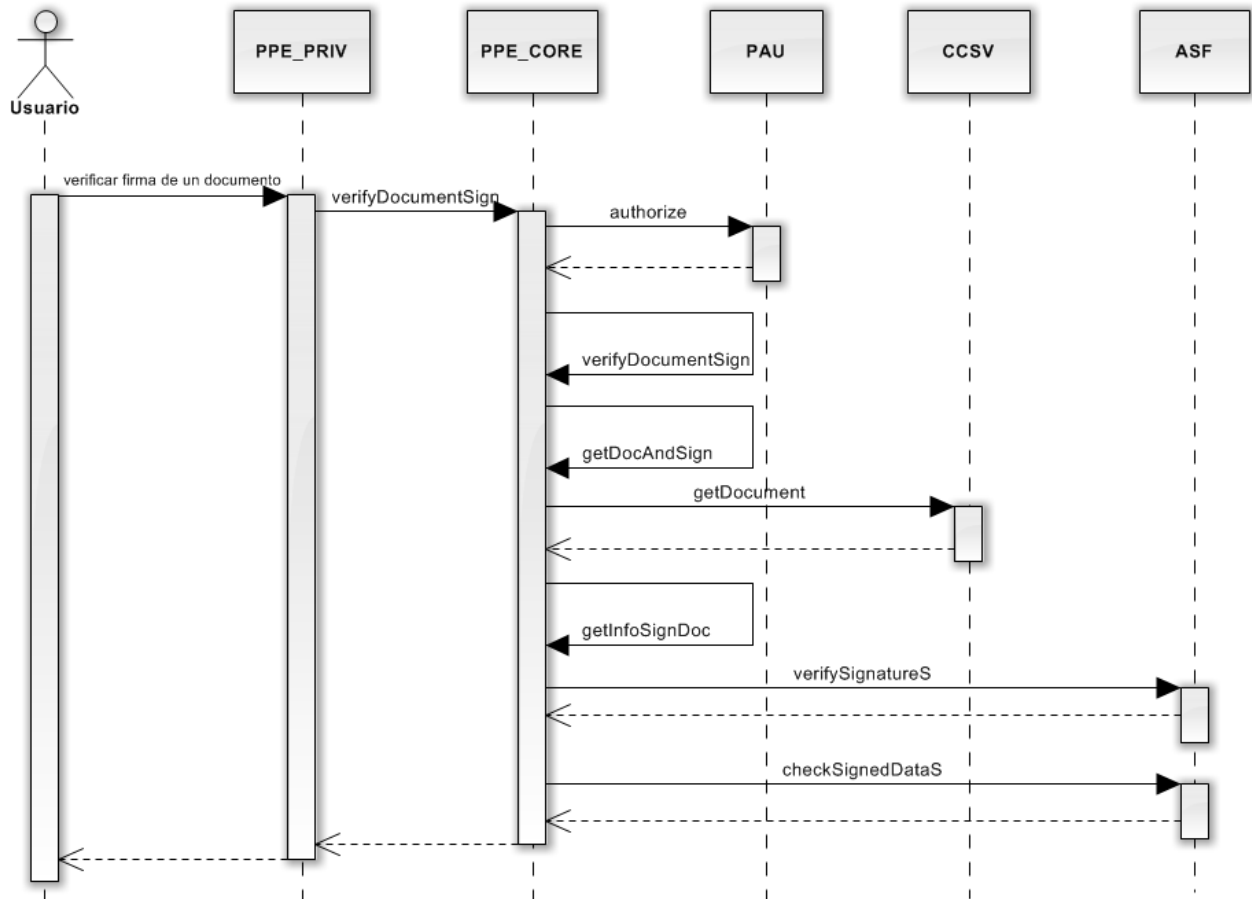 Usuario
PPE_PRIV
PPE_CORE
PAU
CCSV
ASF
verificar firma de un documento
verifyDocumentSign
authorize
verifyDocumentSign
getDocAndSign
getDocument
getInfoSignDoc
verifySignatureS
checkSignedDataS